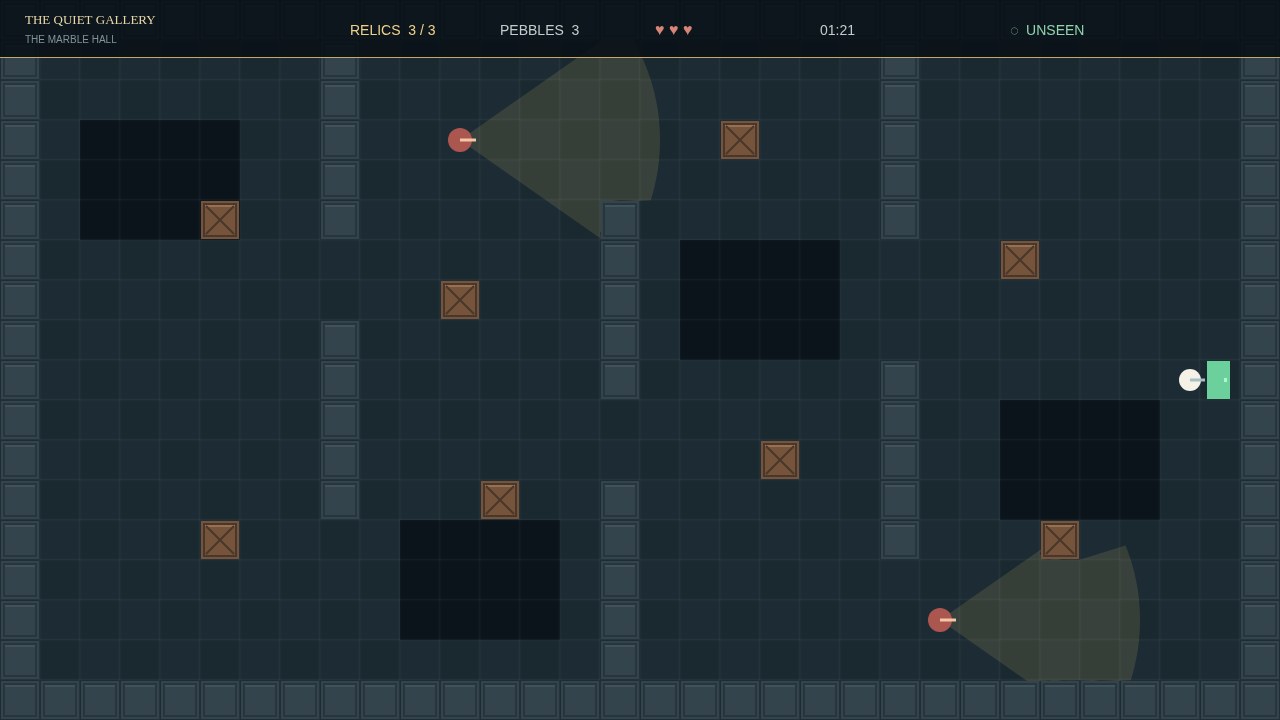 THE QUIET GALLERY
THE MARBLE HALL
RELICS 3 / 3
PEBBLES 3
♥ ♥ ♥
01:21
○ UNSEEN